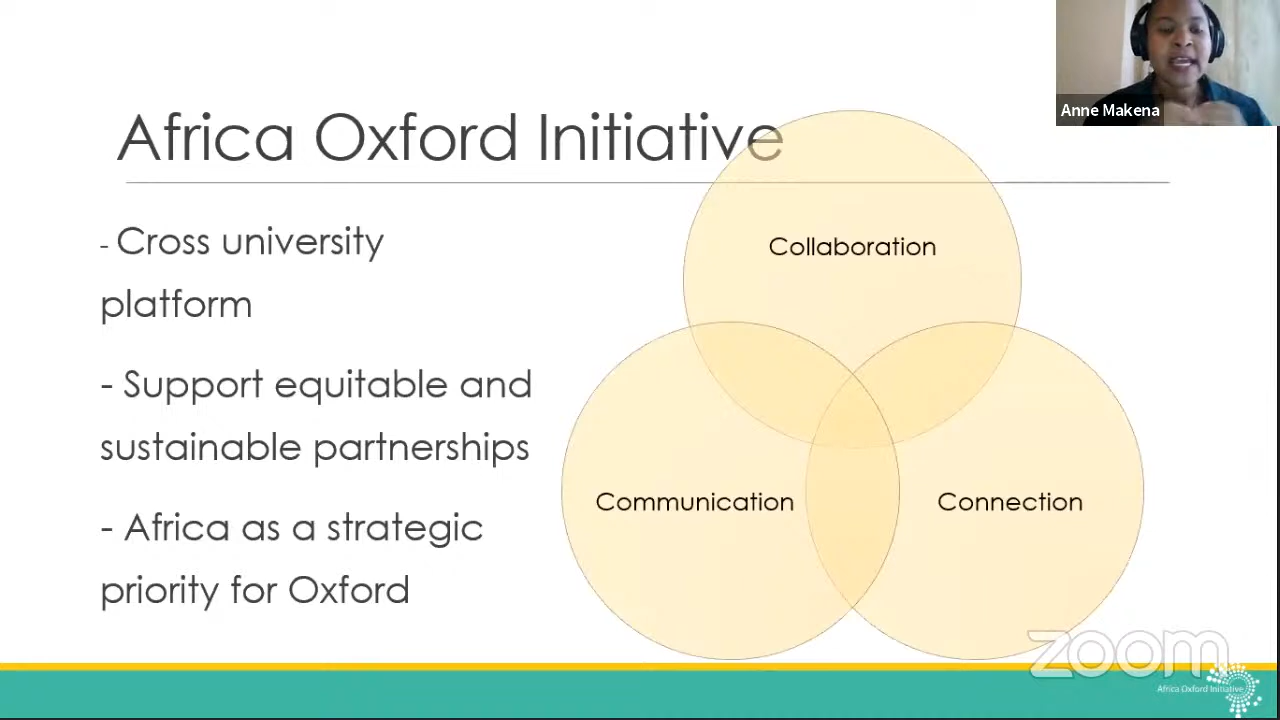 Anne Makena
Africa Oxford Initiative
- Cross university
platform
- Support equitable and
sustainable partnerships
- Africa as a strategic
priority for Oxford
Collaboration
Communication
Connection
zoom
Africa Oxford Initiative